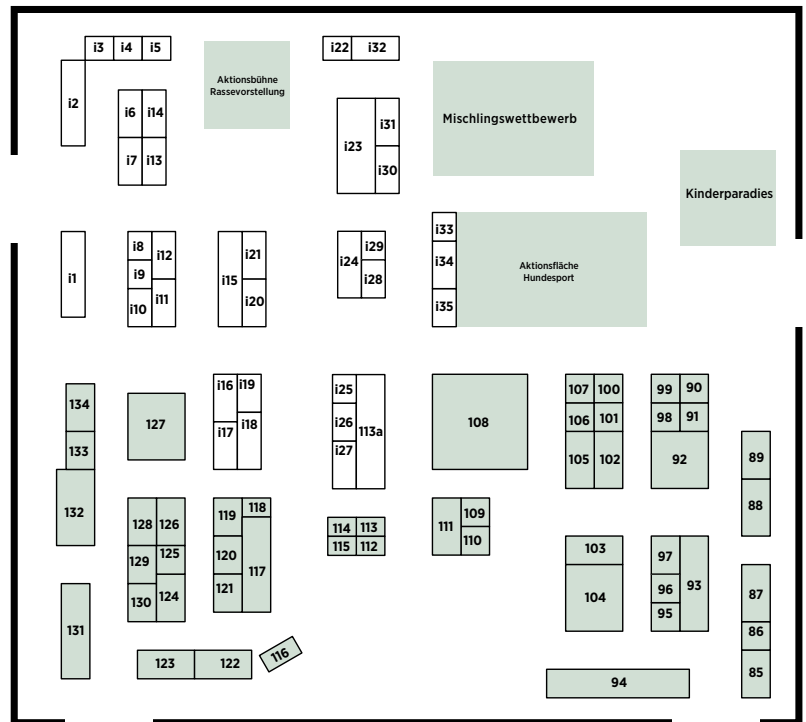 i3 i4 i5
i22 i32
i2
Aktionsbühne
Rassevorstellung
i6 i14
i7 i13
i23 i31
i30
Mischlingswettbewerb
Kinderparadies
i1
i8 i12
i9
i10 i11
i15 i21
i20
i24 i29
i28
i33
i34
i35
Aktionsfläche
Hundesport
134
133
132
127
i16 i19
i17 i18
i25
i26 113a
i27
108
107 100
106 101
105 102
99 90
98 91
92
89
88
128 126
129 125
130 124
119 118
120 117
121
114 113
115 112
111 109
110
103
104
97 93
96
95
87
86
85
131
123 122
116
94